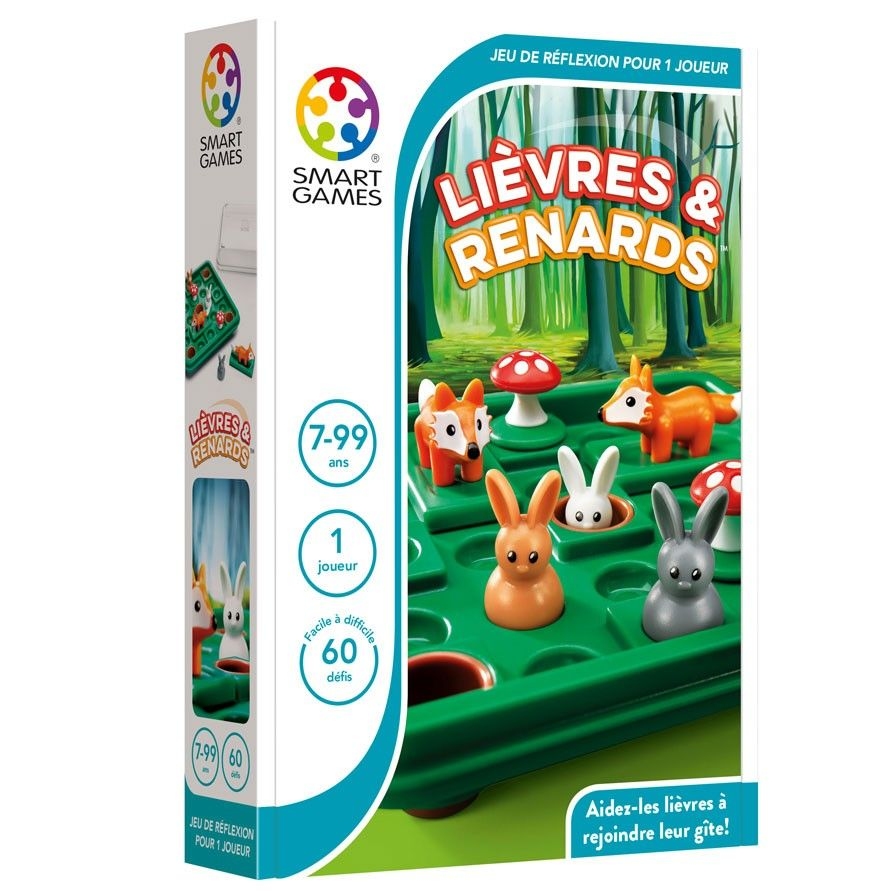 SMART
GAMES
LIÈVRES &
RENARDS™
7-99
ans
60
défis
JEU DE RÉFLEXION
POUR 1 JOUEUR
JEU DE RÉFLEXION POUR 1 JOUEUR
®
SMART
GAMES
LIÈVRES &
RENARDS™
7-99
ans
1
joueur
Facile à difficile
60
défis
Aidez-les lièvres à
rejoindre leur gîte!